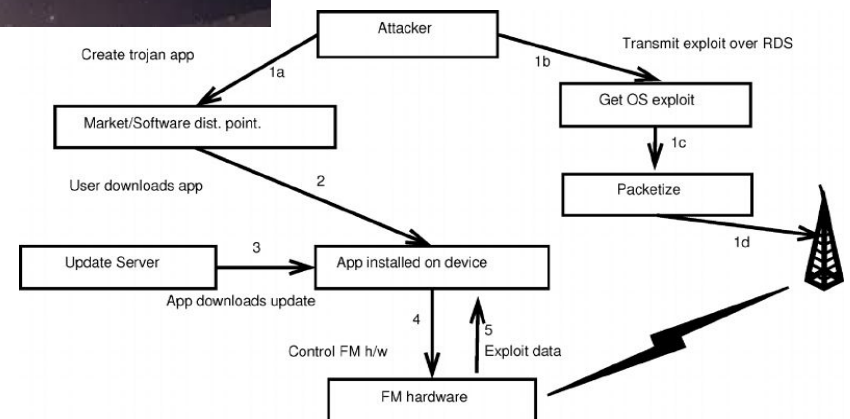 Attacker
Create trojan app
Transmit exploit over RDS
1a
1b
Get OS exploit
Market/Software dist. point.
1c
User downloads app
2
Packetize
1d
Update Server
3
App installed on device
App downloads update
4
5
Control FM h/w
Exploit data
FM hardware